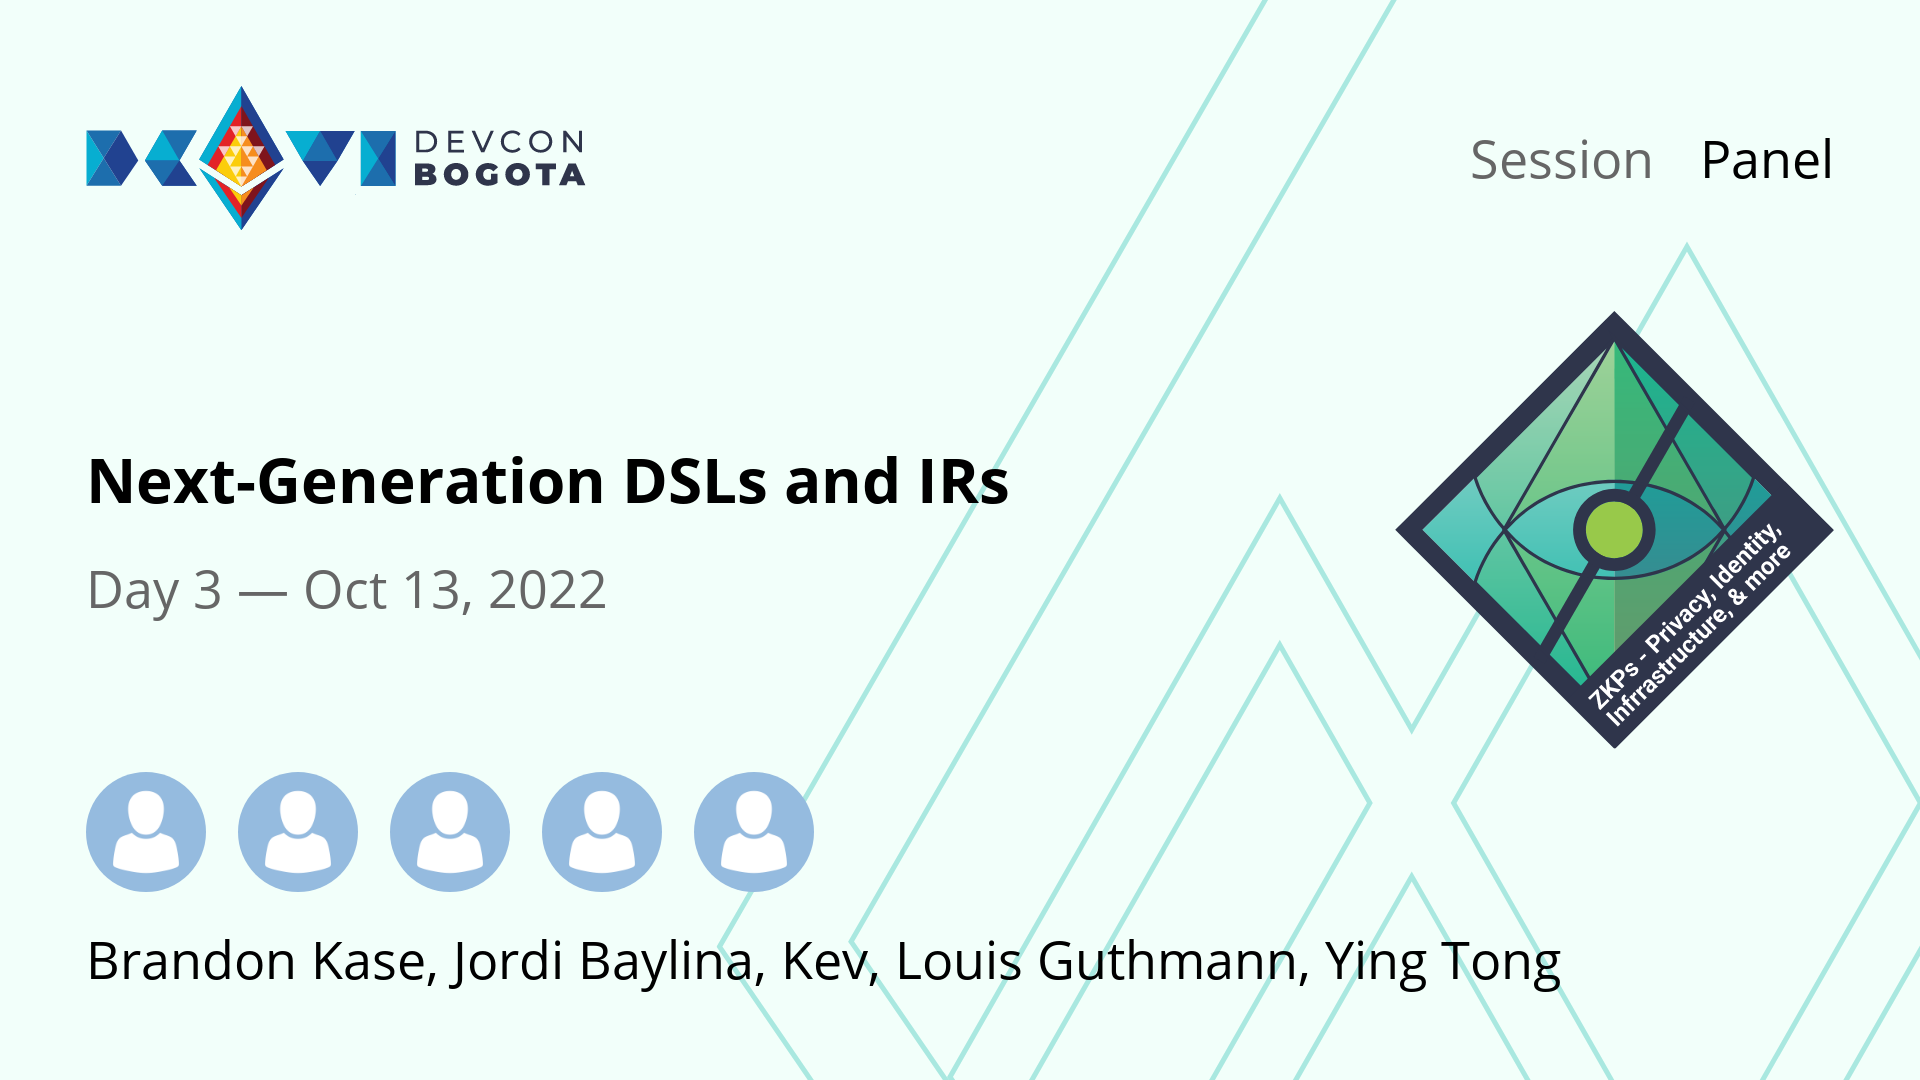 DEVCON
BOGOTA
Session Panel
Next-Generation DSLs and IRs
Day 3 — Oct 13, 2022
ZKPs - Privacy, Identity,
Infrrastructure, & more
Brandon Kase, Jordi Baylina, Kev, Louis Guthmann, Ying Tong